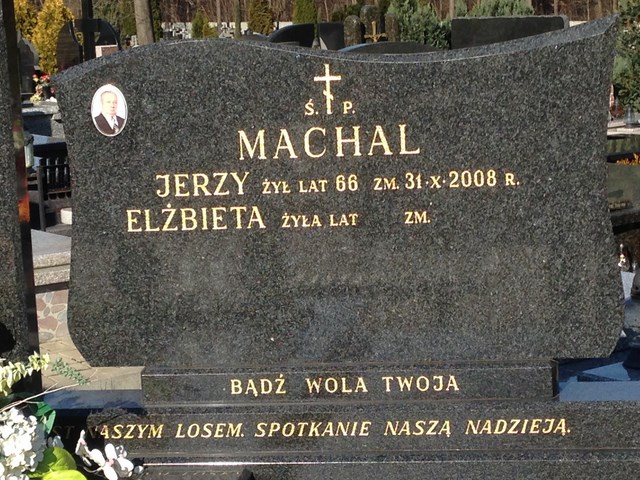 Ś. P.
MACHAL
JERZY ŻYŁ LAT 66 ZM. 31·X·2008 R.
ELŻBIETA ŻYŁA LAT ZM.
BĄDŹ WOLA TWOJA
NASZYM LOSEM. SPOTKANIE NASZĄ NADZIEJĄ.